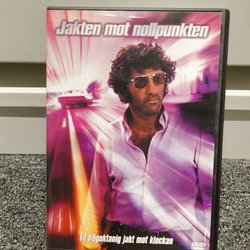 Jakten mot nollpunkten
En högoktanig jakt mot klockan
DVD